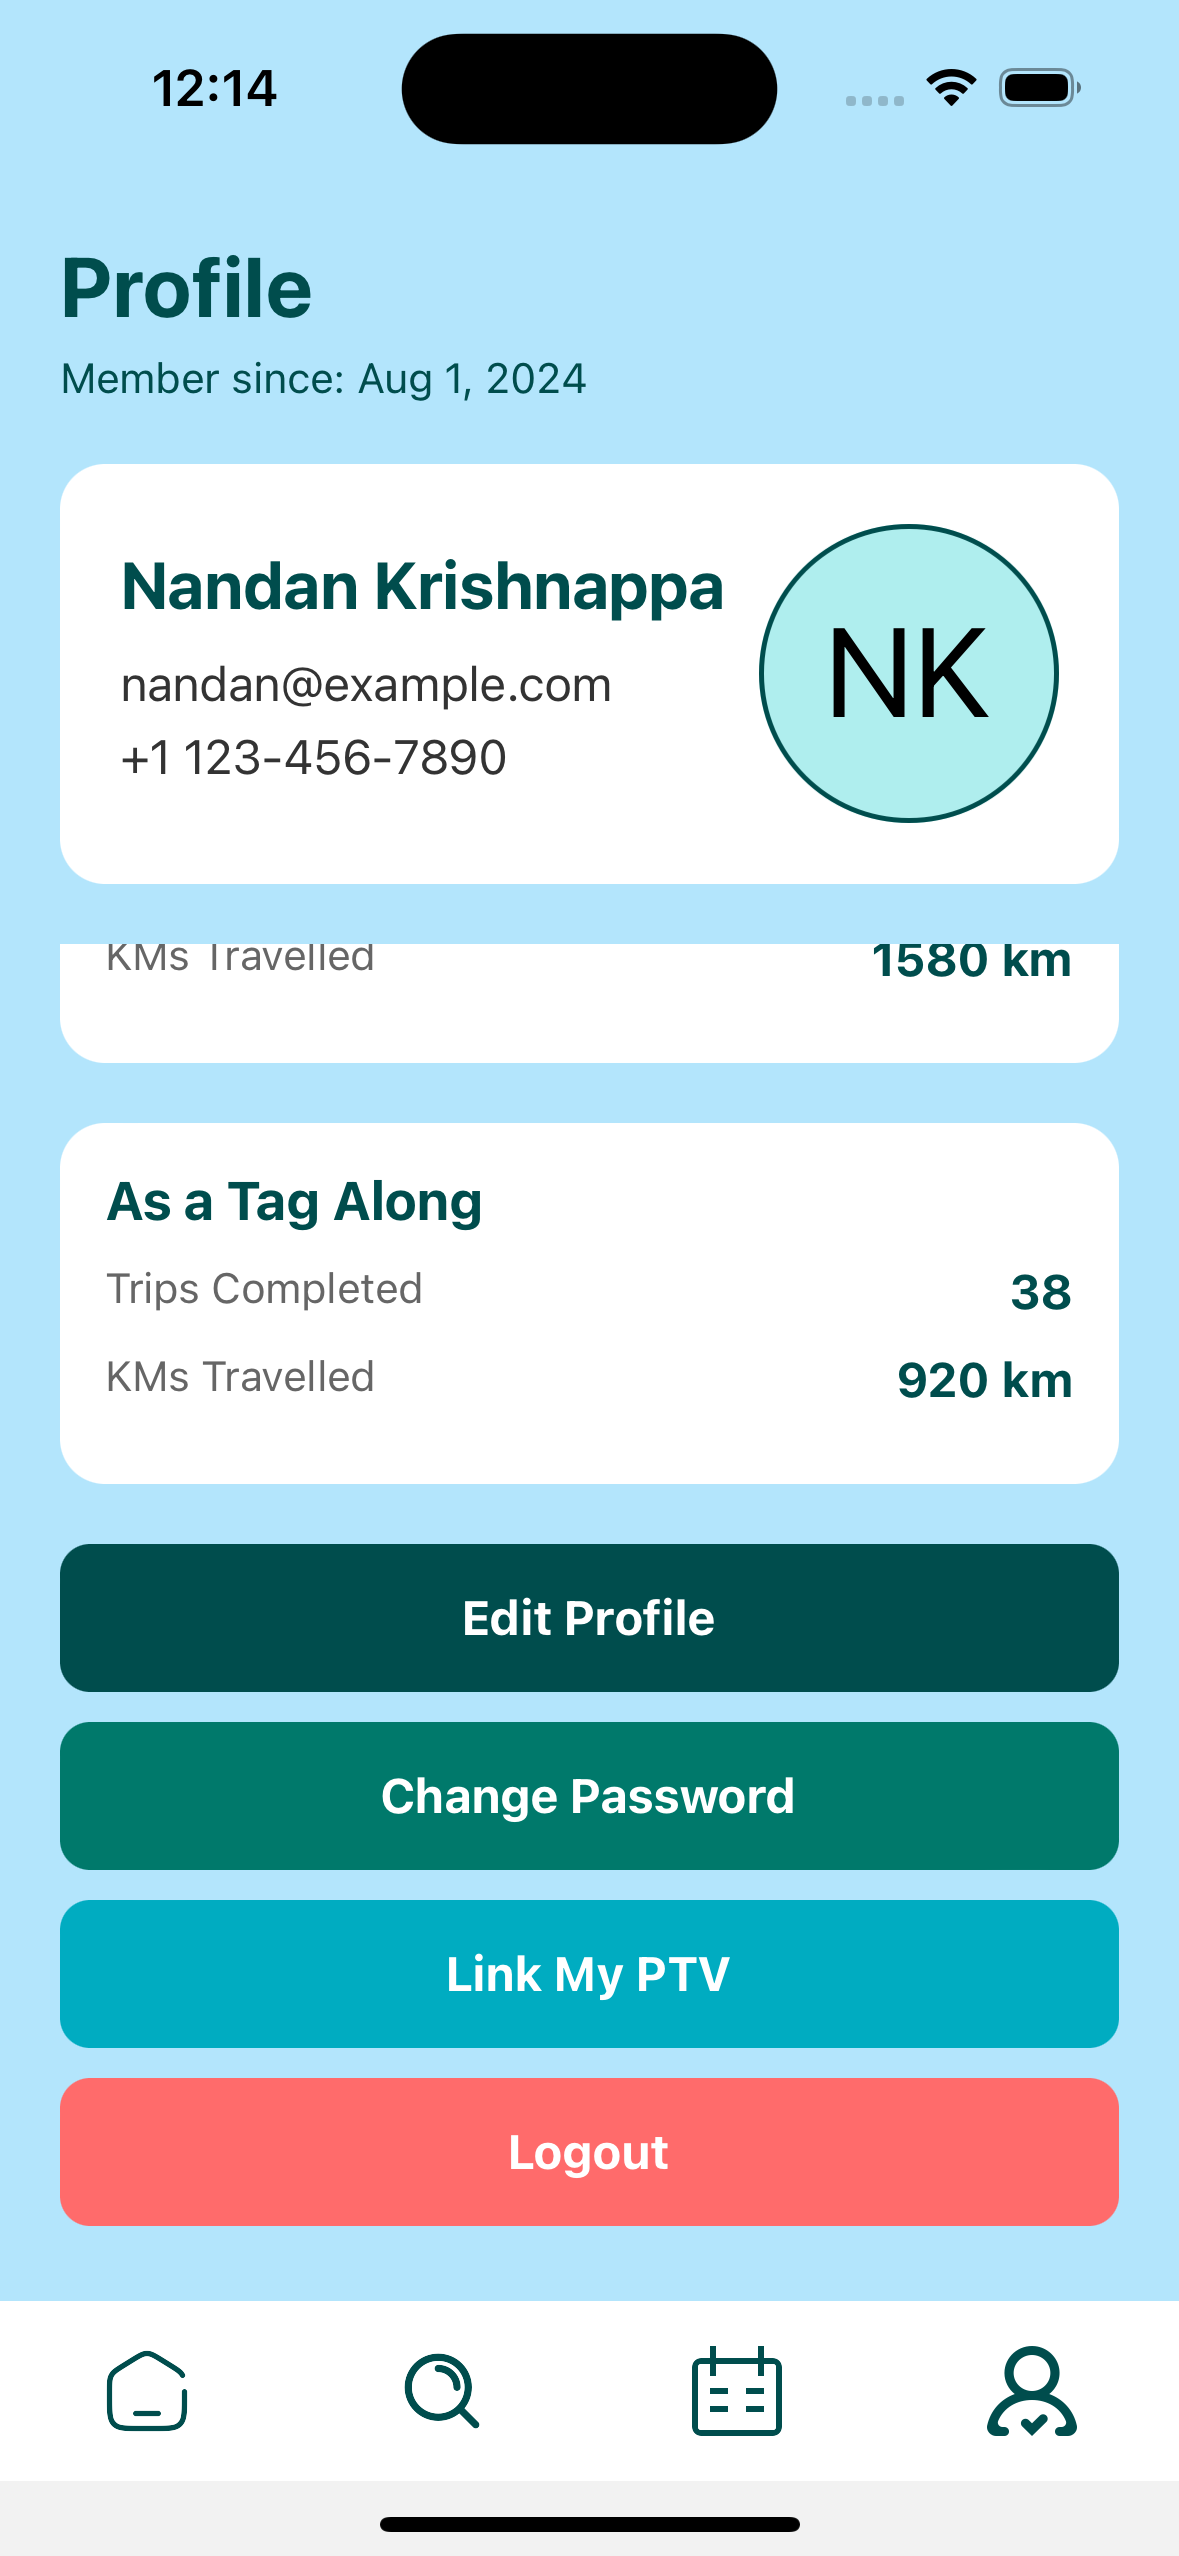 12:14
Profile
Member since: Aug 1, 2024
Nandan Krishnappa
nandan@example.com
+1 123-456-7890
NK
KMs Travelled 1580 km
As a Tag Along
Trips Completed 38
KMs Travelled 920 km
Edit Profile
Change Password
Link My PTV
Logout